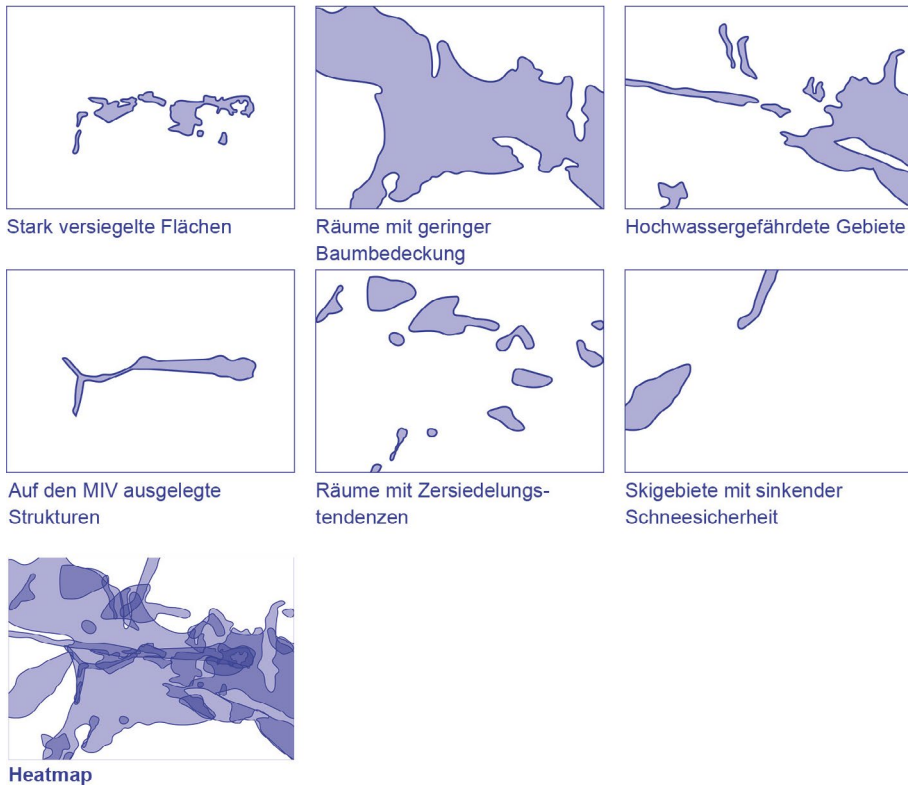 Stark versiegelte Flächen
Räume mit geringer
Baumbedeckung
Hochwassergefährdete Gebiete
Auf den MIV ausgelegte
Strukturen
Räume mit Zersiedelungs-
tendenzen
Skigebiete mit sinkender
Schneesicherheit
Heatmap